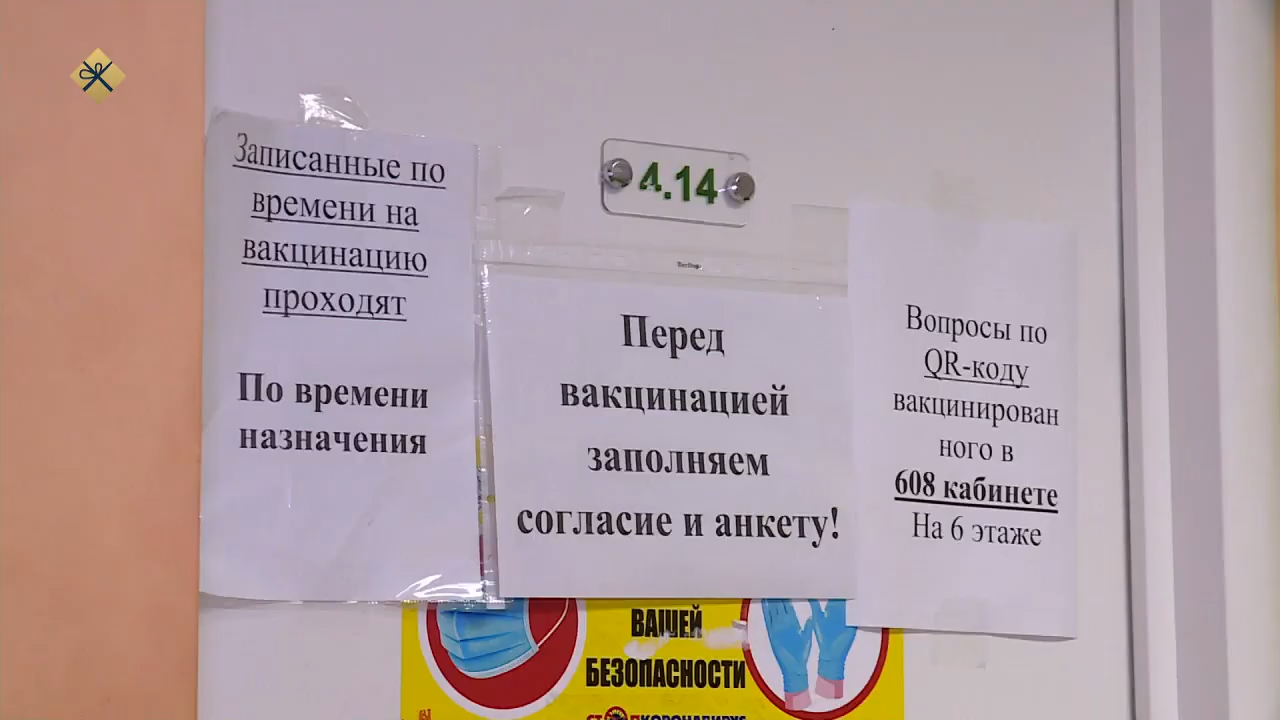 Записанные по
времени на
вакцинацию
проходят
По времени
назначения
4.14
Перед
вакцинацией
заполняем
согласие и анкету!
Вопросы по
QR-коду
вакцинирован
ного в
608 кабинете
На 6 этаже
ВАШЕЙ
БЕЗОПАСНОСТИ
СТОПКОРОНАВИРУС